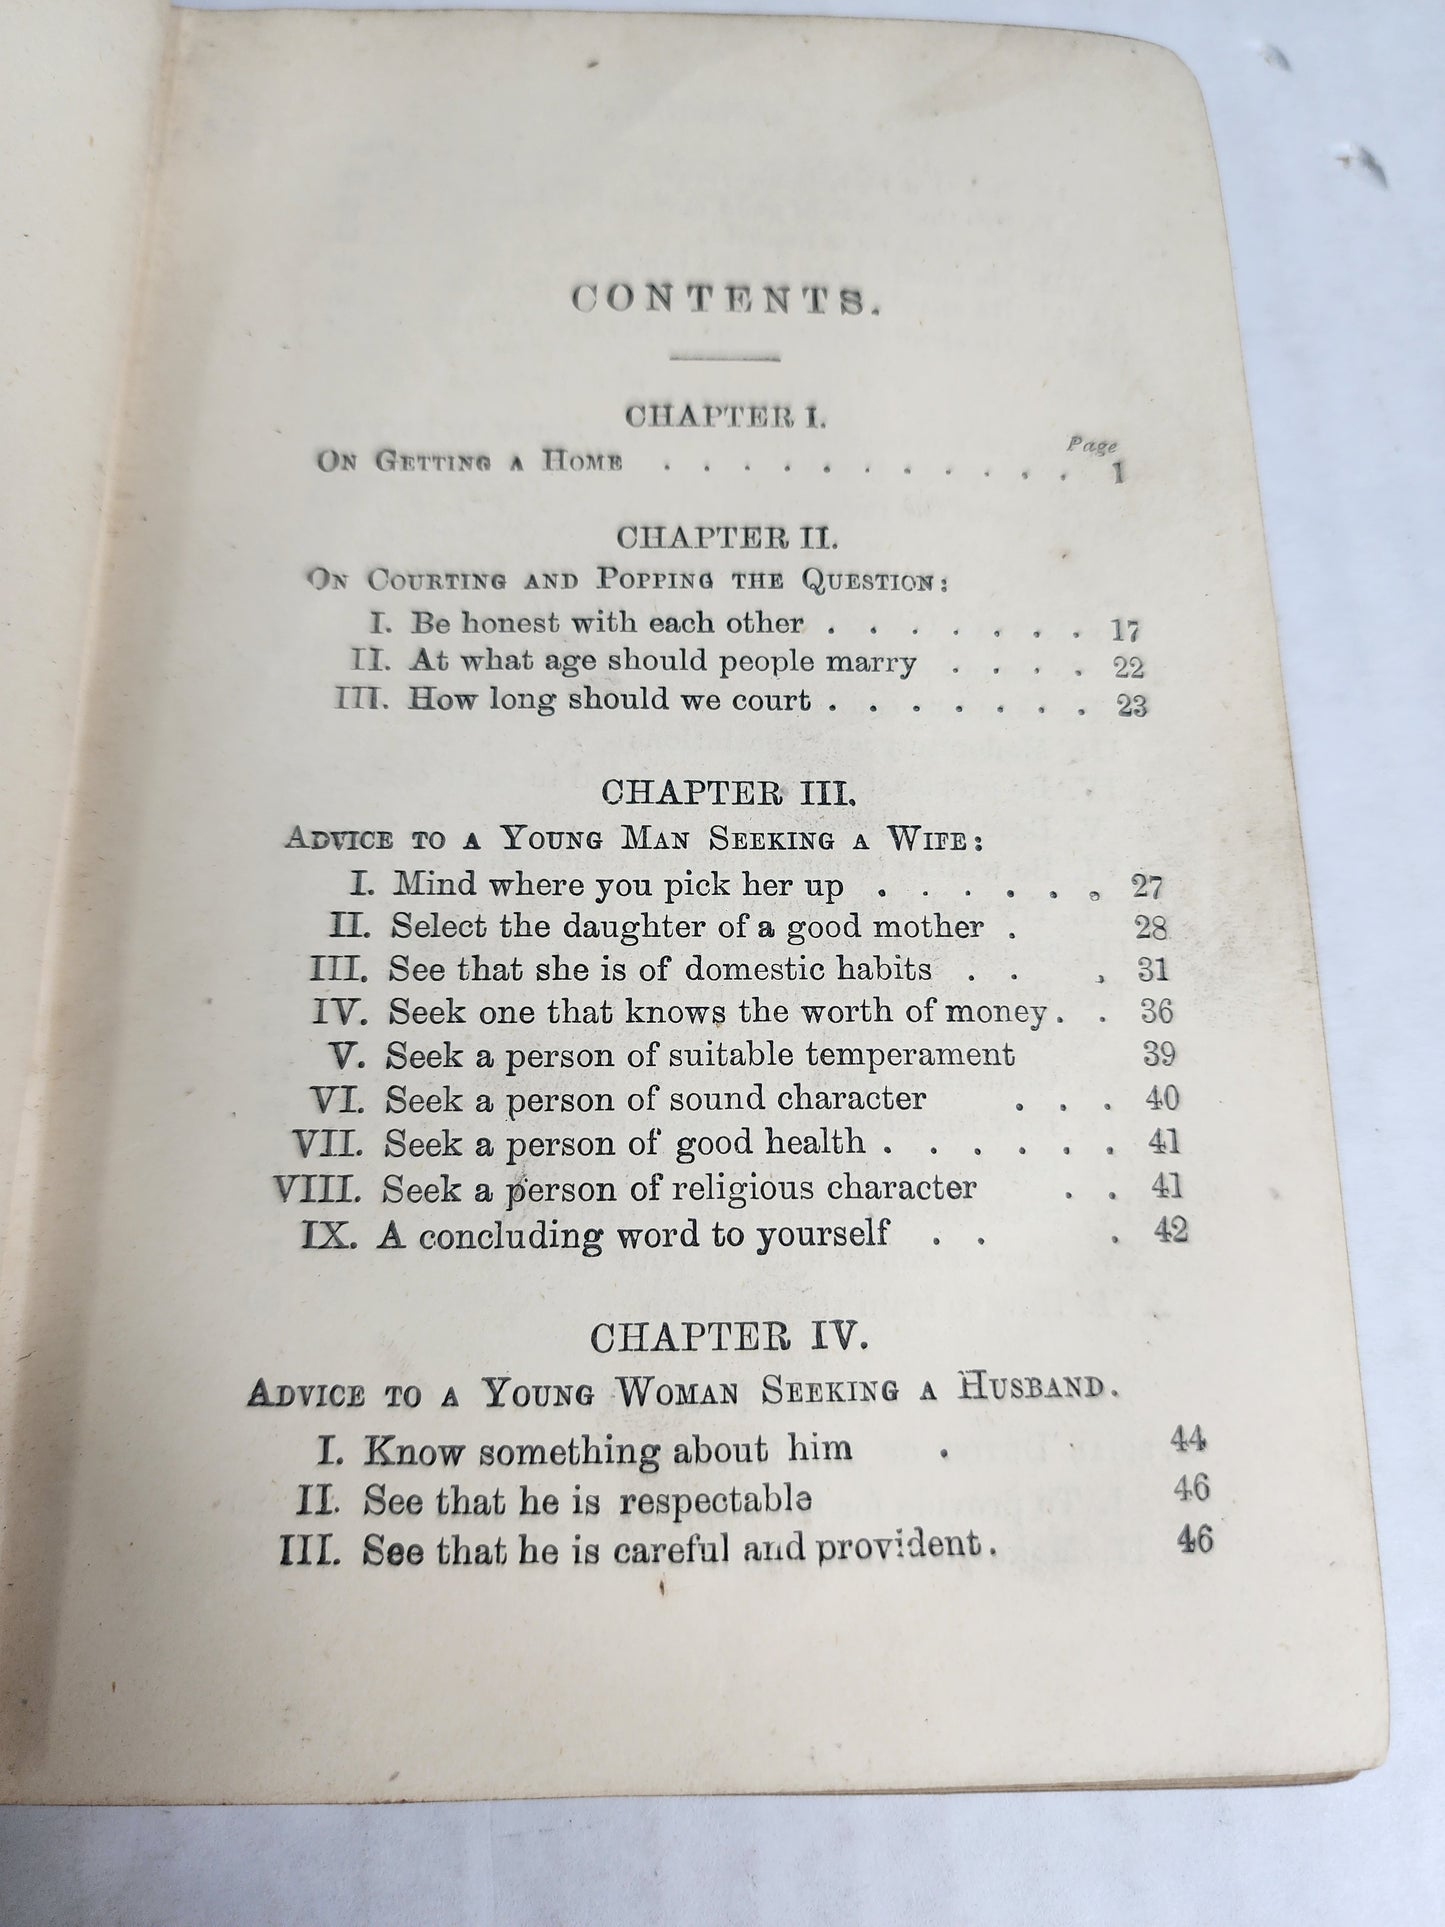 CONTENTS.
CHAPTER I.
Page
On Getting a Home . . . . . . . . . . . 1
CHAPTER II.
On Courting and Popping the Question:
I. Be honest with each other . . . . . . . 17
II. At what age should people marry . . . . 22
III. How long should we court . . . . . . . 23
CHAPTER III.
Advice to a Young Man Seeking a Wife:
I. Mind where you pick her up . . . . . . 27
II. Select the daughter of a good mother . 28
III. See that she is of domestic habits . . . 31
IV. Seek one that knows the worth of money . . 36
V. Seek a person of suitable temperament 39
VI. Seek a person of sound character . . . 40
VII. Seek a person of good health . . . . . . 41
VIII. Seek a person of religious character . . 41
IX. A concluding word to yourself . . . 42
CHAPTER IV.
Advice to a Young Woman Seeking a Husband.
I. Know something about him . 44
II. See that he is respectable 46
III. See that he is careful and provident . 46